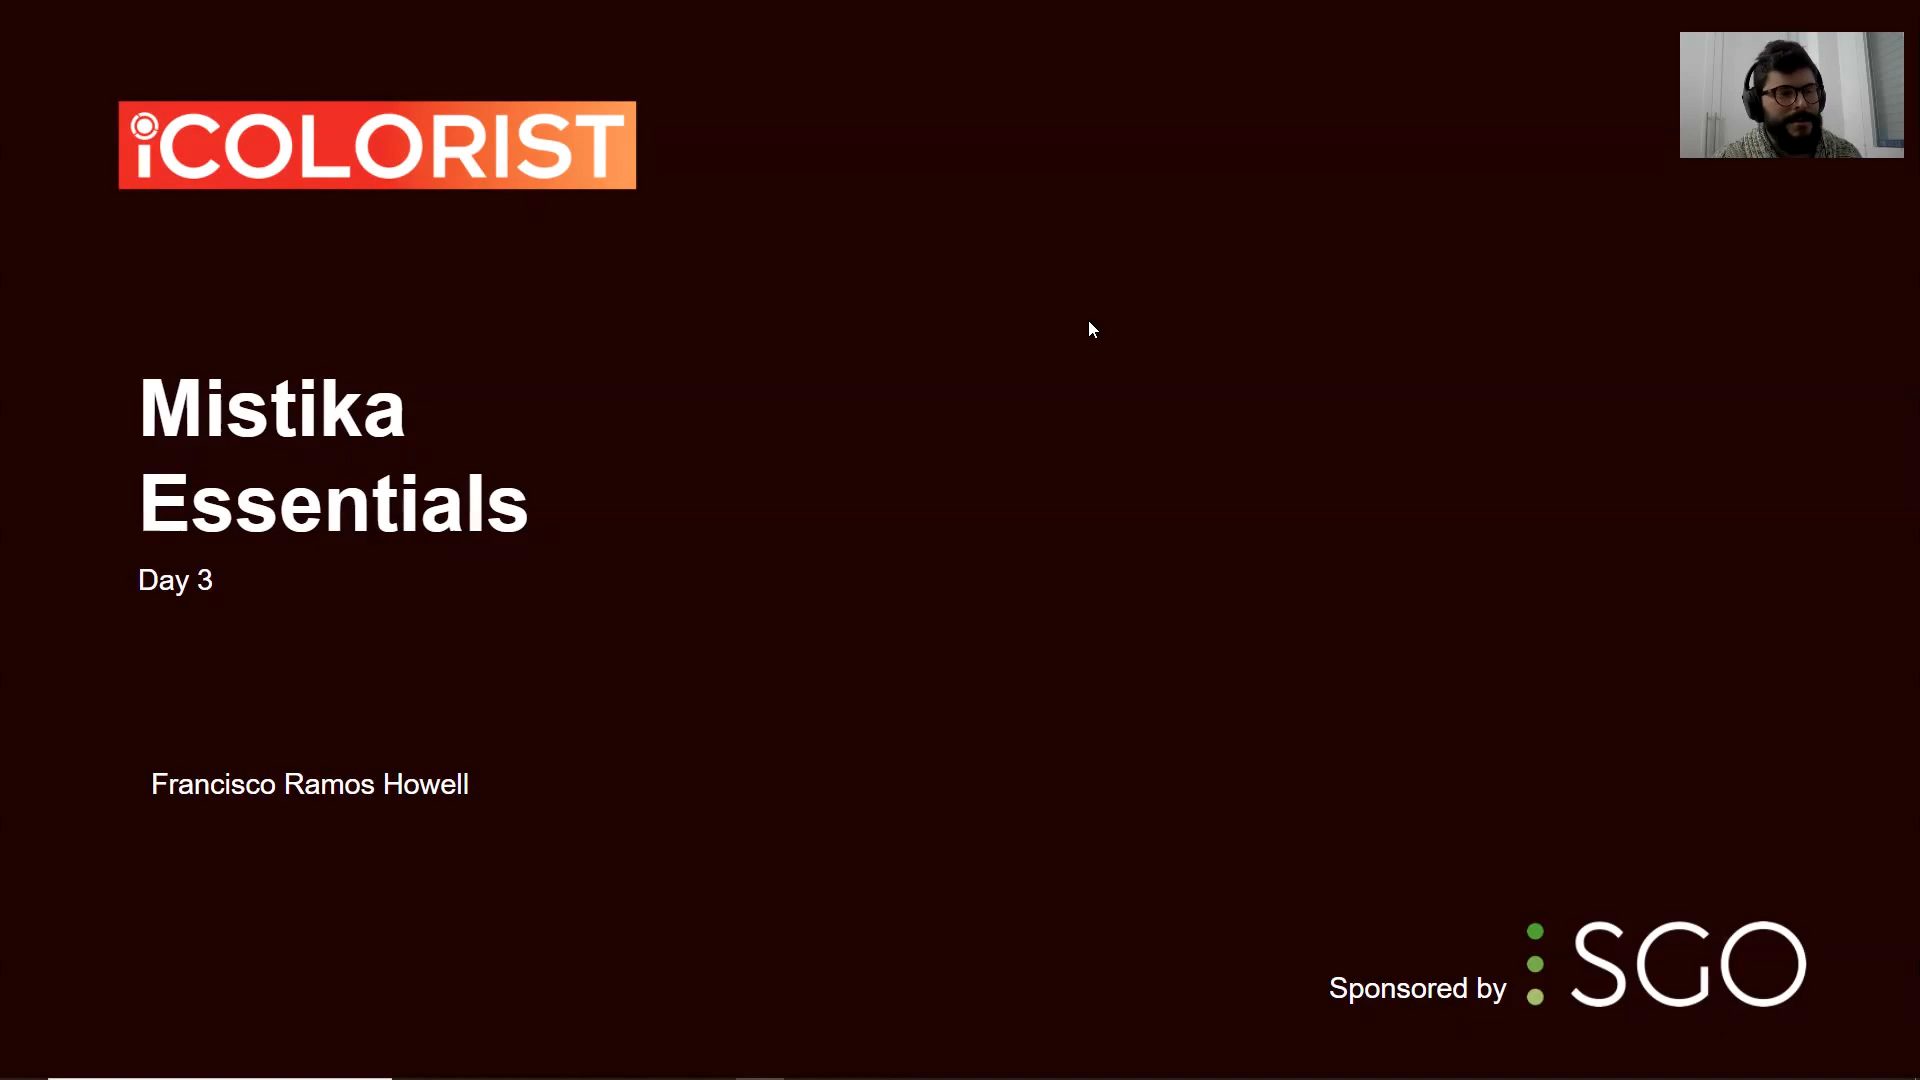 iCOLORIST
Mistika
Essentials
Day 3
Francisco Ramos Howell
Sponsored by
SGO